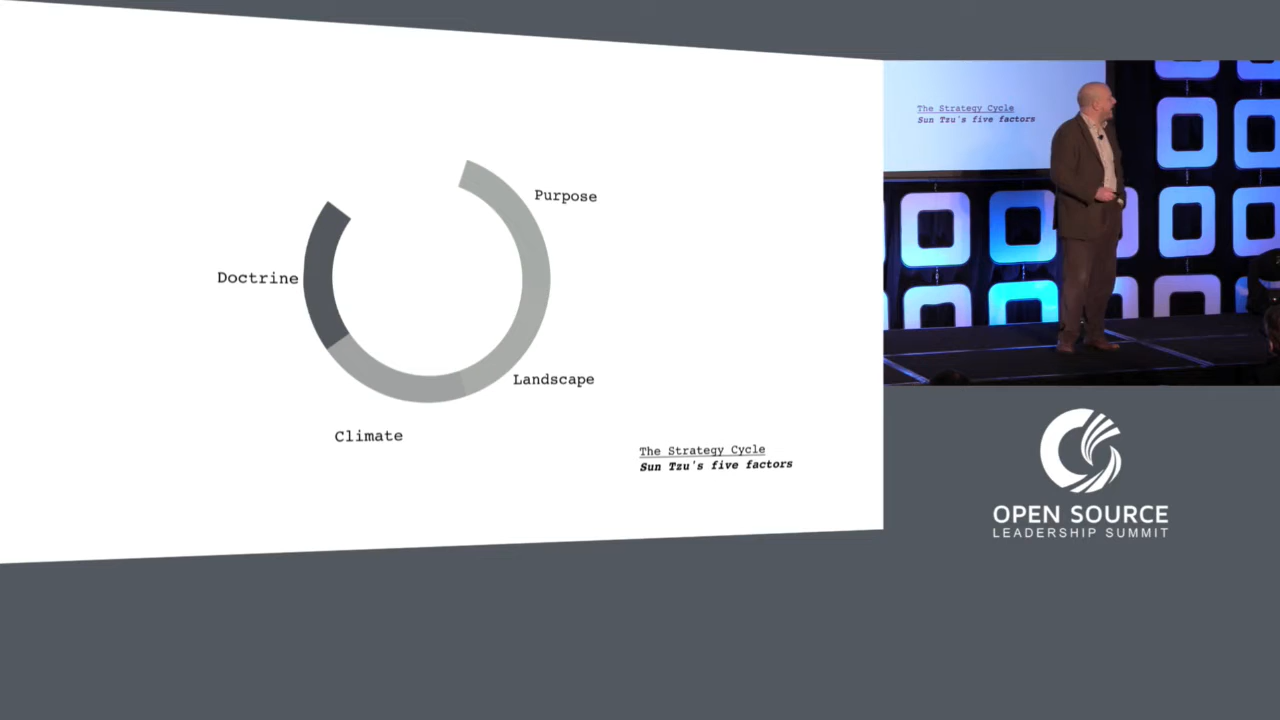 Purpose
Doctrine
Landscape
Climate
The Strategy Cycle
Sun Tzu's five factors
The Strategy Cycle
Sun Tzu's five factors
OPEN SOURCE
LEADERSHIP SUMMIT